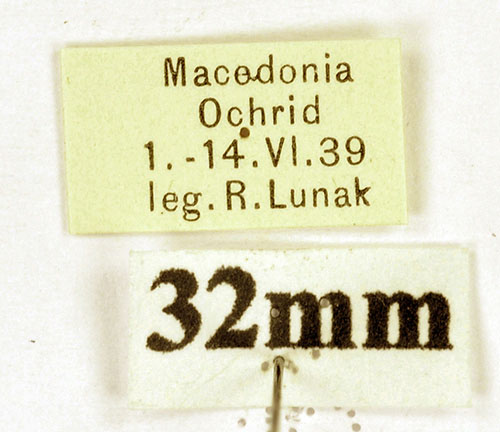 Macedonia
Ochrid
1.-14.VI.39
leg. R. Lunak
32mm